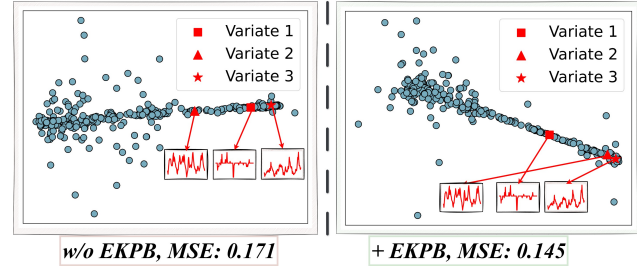 Variate 1
Variate 2
Variate 3
Variate 1
Variate 2
Variate 3
w/o EKPB, MSE: 0.171
+ EKPB, MSE: 0.145